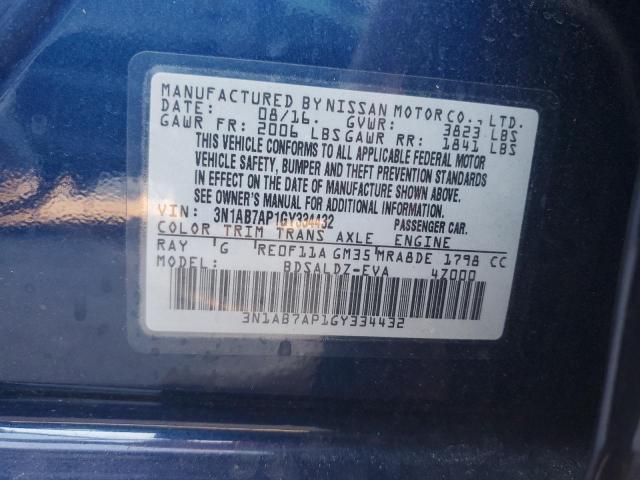 MANUFACTURED BY NISSAN MOTOR CO., LTD.
DATE: 08/16. GVWR: 3823 LBS
GAWR FR: 2006 LBS GAWR RR: 1841 LBS
THIS VEHICLE CONFORMS TO ALL APPLICABLE FEDERAL MOTOR
VEHICLE SAFETY, BUMPER AND THEFT PREVENTION STANDARDS
IN EFFECT ON THE DATE OF MANUFACTURE SHOWN ABOVE.
SEE OWNER'S MANUAL FOR ADDITIONAL INFORMATION.
VIN: 3N1AB7AP1GY334432 PASSENGER CAR.
COLOR TRIM TRANS AXLE ENGINE
RAY G RE0F11A GM35 MRA8DE 1798 CC
BDSALDZ-EVA 4Z000
3N1AB7AP1GY334432